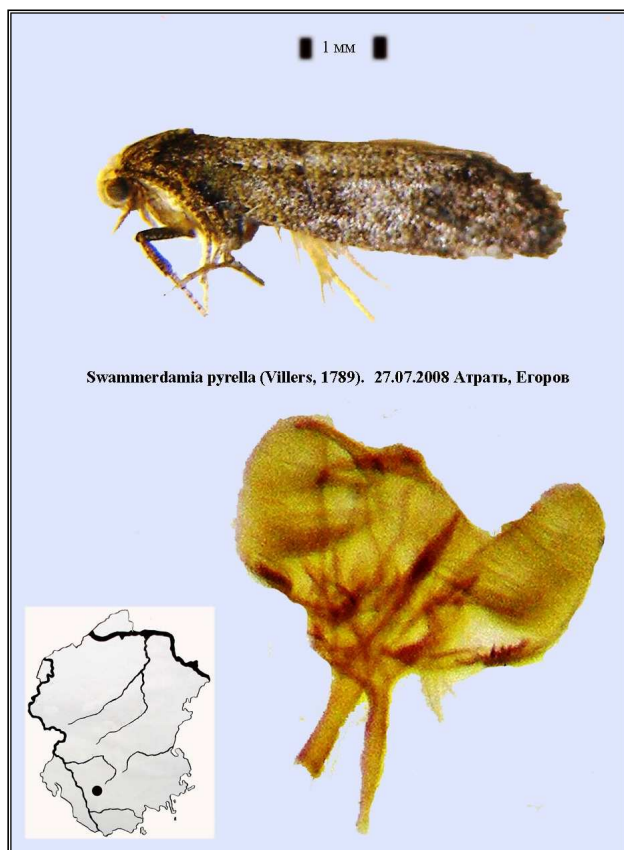 1 мм
Swammerdamia pyrella (Villers, 1789). 27.07.2008 Атрать, Егоров